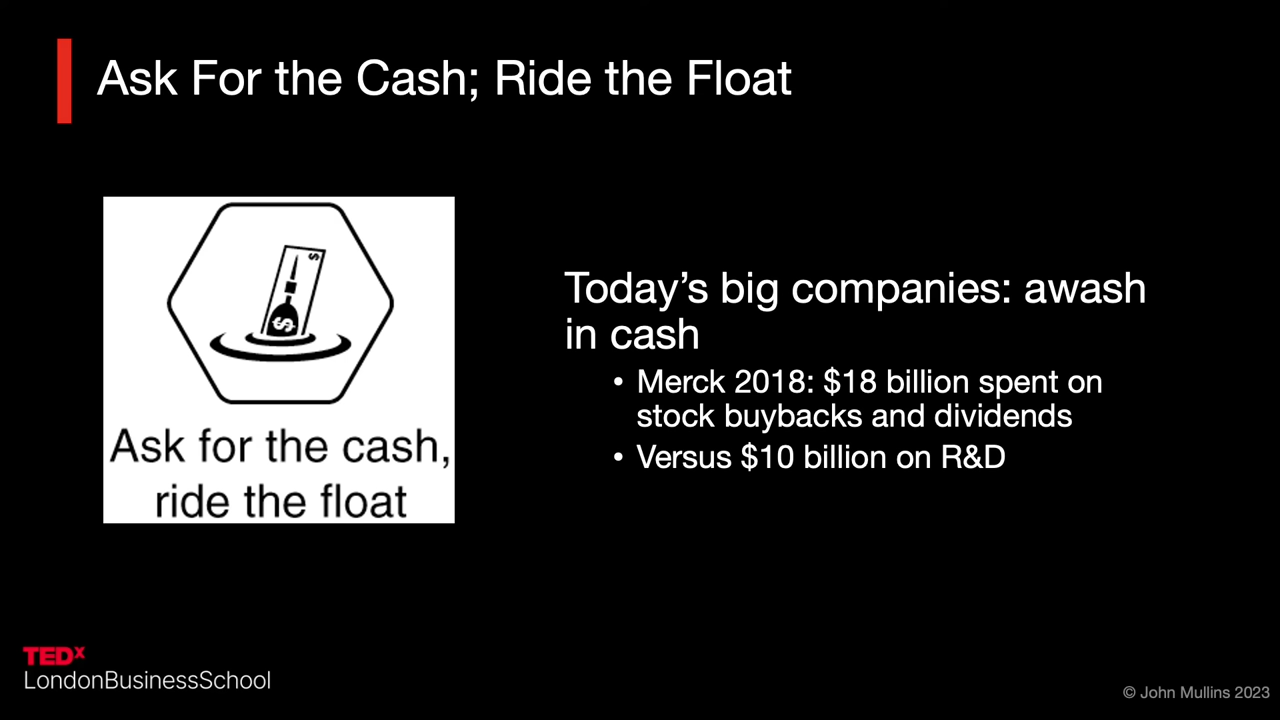 Ask For the Cash; Ride the Float
$
$
Ask for the cash,
ride the float
Today’s big companies: awash
in cash
• Merck 2018: $18 billion spent on
stock buybacks and dividends
• Versus $10 billion on R&D
TEDx
LondonBusinessSchool
© John Mullins 2023